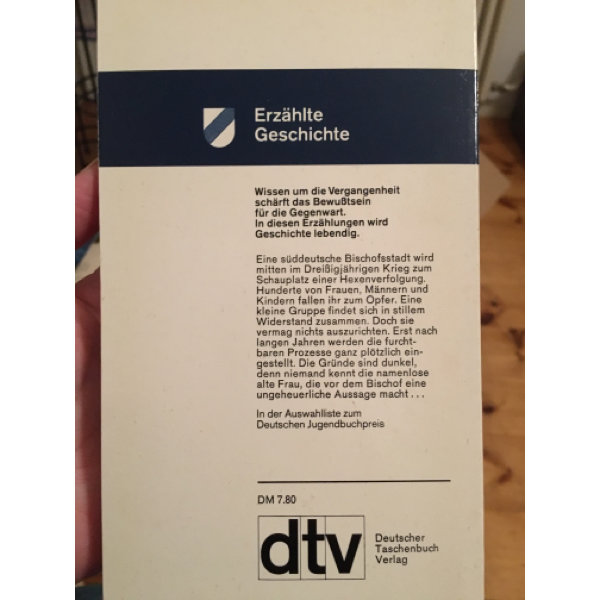 Erzählte
Geschichte
Wissen um die Vergangenheit
schärft das Bewußtsein
für die Gegenwart.
In diesen Erzählungen wird
Geschichte lebendig.
Eine süddeutsche Bischofsstadt wird
mitten im Dreißigjährigen Krieg zum
Schauplatz einer Hexenverfolgung.
Hunderte von Frauen, Männern und
Kindern fallen ihr zum Opfer. Eine
kleine Gruppe findet sich in stillem
Widerstand zusammen. Doch sie
vermag nichts auszurichten. Erst nach
langen Jahren werden die furcht-
baren Prozesse ganz plötzlich ein-
gestellt. Die Gründe sind dunkel,
denn niemand kennt die namenlose
alte Frau, die vor dem Bischof eine
ungeheuerliche Aussage macht ...
In der Auswahlliste zum
Deutschen Jugendbuchpreis
DM 7.80
dtv
Deutscher
Taschenbuch
Verlag